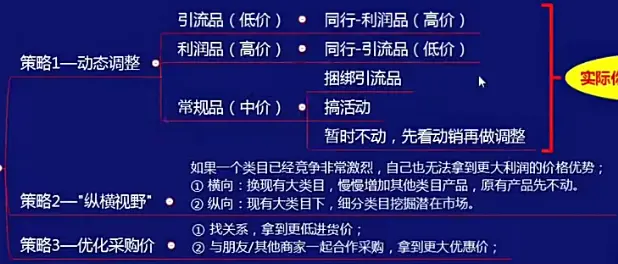 引流品（低价）
同行-利润品（高价）
策略1—动态调整
利润品（高价）
同行-引流品（低价）
捆绑引流品
常规品（中价）
搞活动
暂时不动，先看动销再做调整
实际
如果一个类目已经竞争非常激烈，自己也无法拿到更大利润的价格优势；
策略2—"纵横视野"
① 横向：换现有大类目，慢慢增加其他类目产品，原有产品先不动。
② 纵向：现有大类目下，细分类目挖掘潜在市场。
策略3—优化采购价
① 找关系，拿到更低进货价；
② 与朋友/其他商家一起合作采购，拿到更大优惠价；